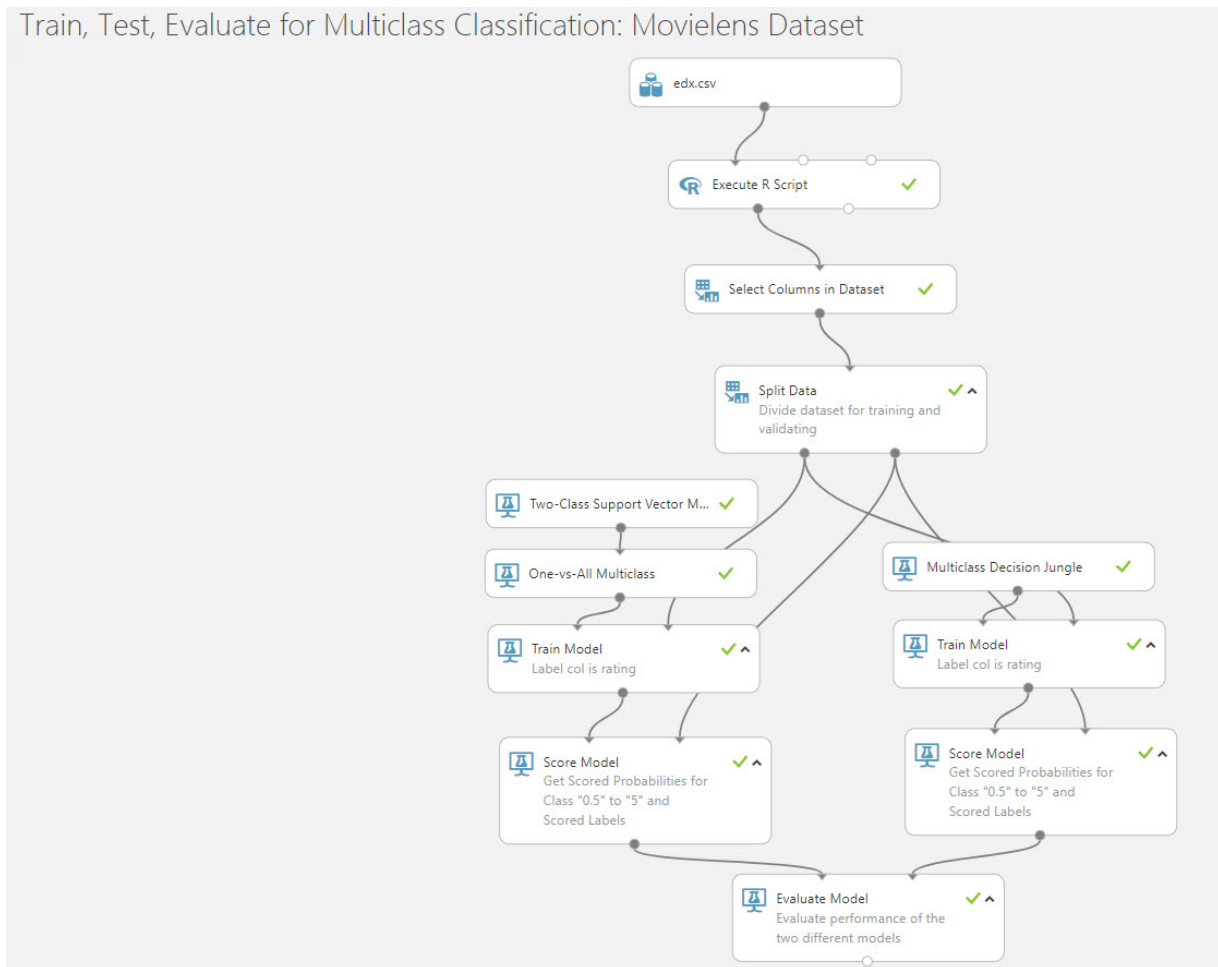 Train, Test, Evaluate for Multiclass Classification: Movielens Dataset
edx.csv
Execute R Script
Select Columns in Dataset
Split Data
Divide dataset for training and
validating
Two-Class Support Vector M...
One-vs-All Multiclass
Multiclass Decision Jungle
Train Model
Label col is rating
Train Model
Label col is rating
Score Model
Get Scored Probabilities for
Class "0.5" to "5" and
Scored Labels
Score Model
Get Scored Probabilities for
Class "0.5" to "5" and
Scored Labels
Evaluate Model
Evaluate performance of the
two different models